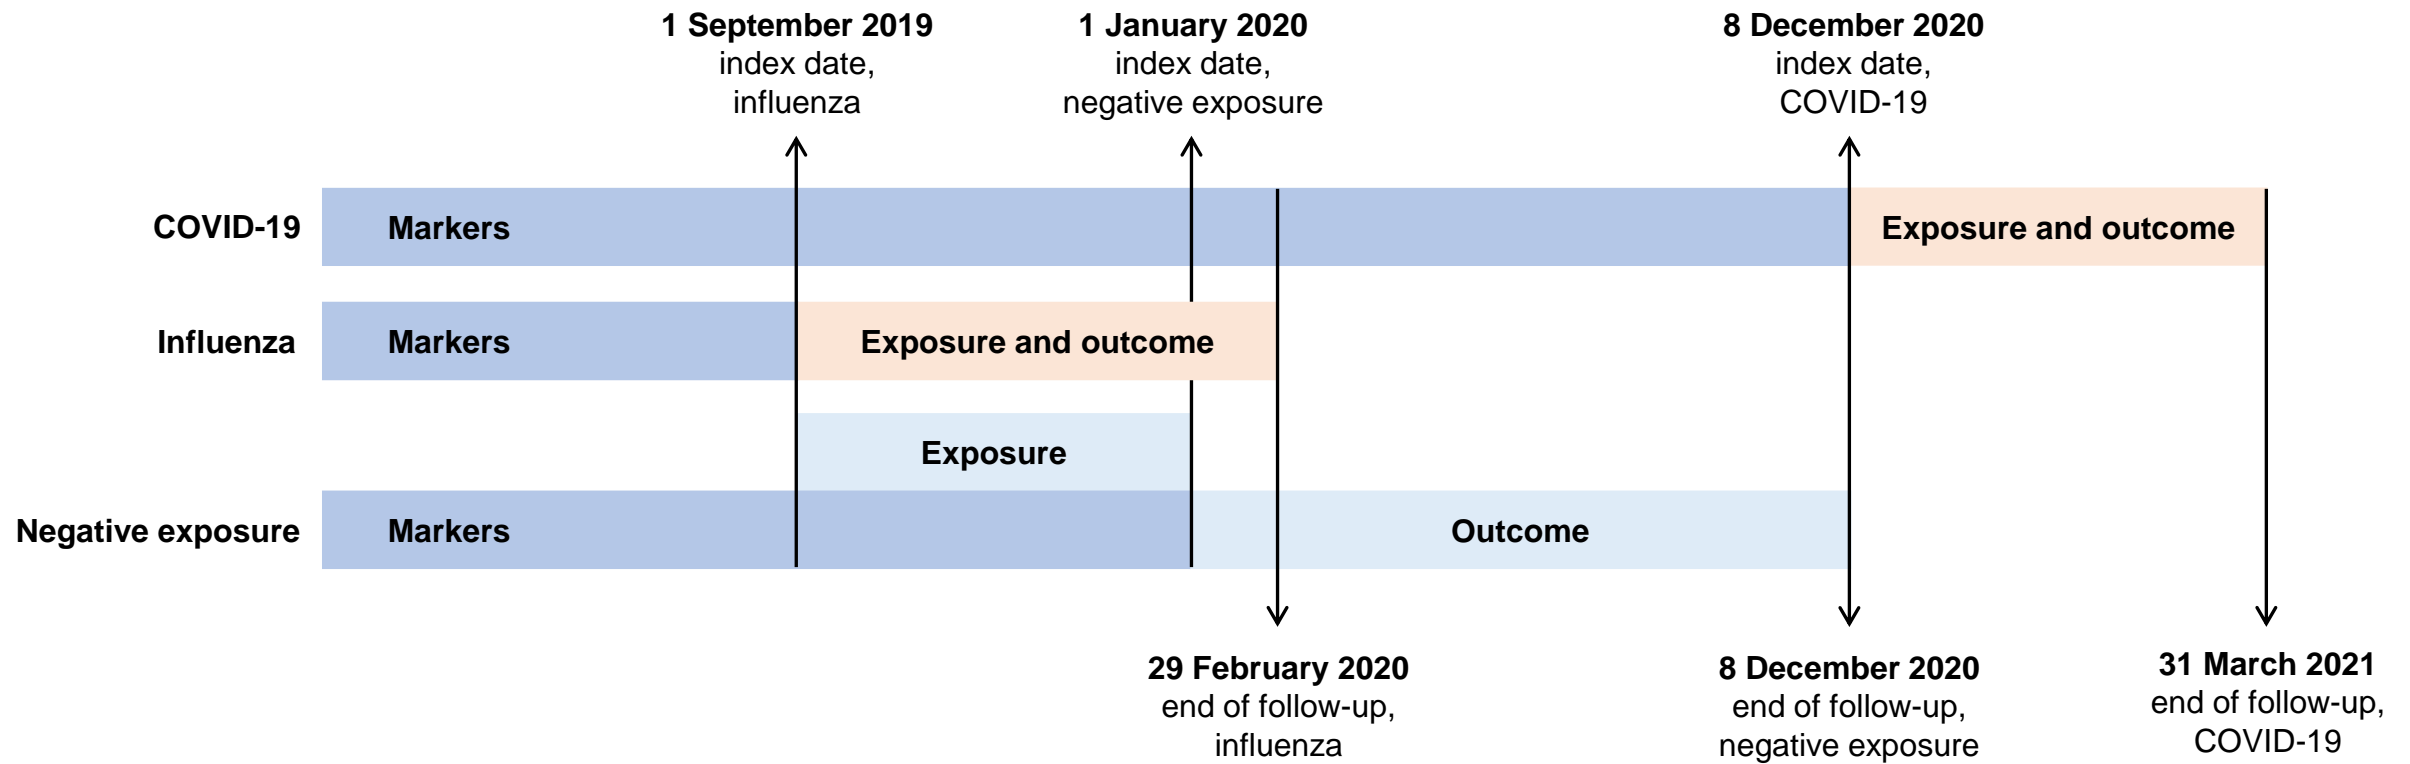 1 September 2019
index date,
influenza
1 January 2020
index date,
negative exposure
8 December 2020
index date,
COVID-19
COVID-19
Markers
Exposure and outcome
Influenza
Markers
Exposure and outcome
Exposure
Negative exposure
Markers
Outcome
29 February 2020
end of follow-up,
influenza
8 December 2020
end of follow-up,
negative exposure
31 March 2021
end of follow-up,
COVID-19